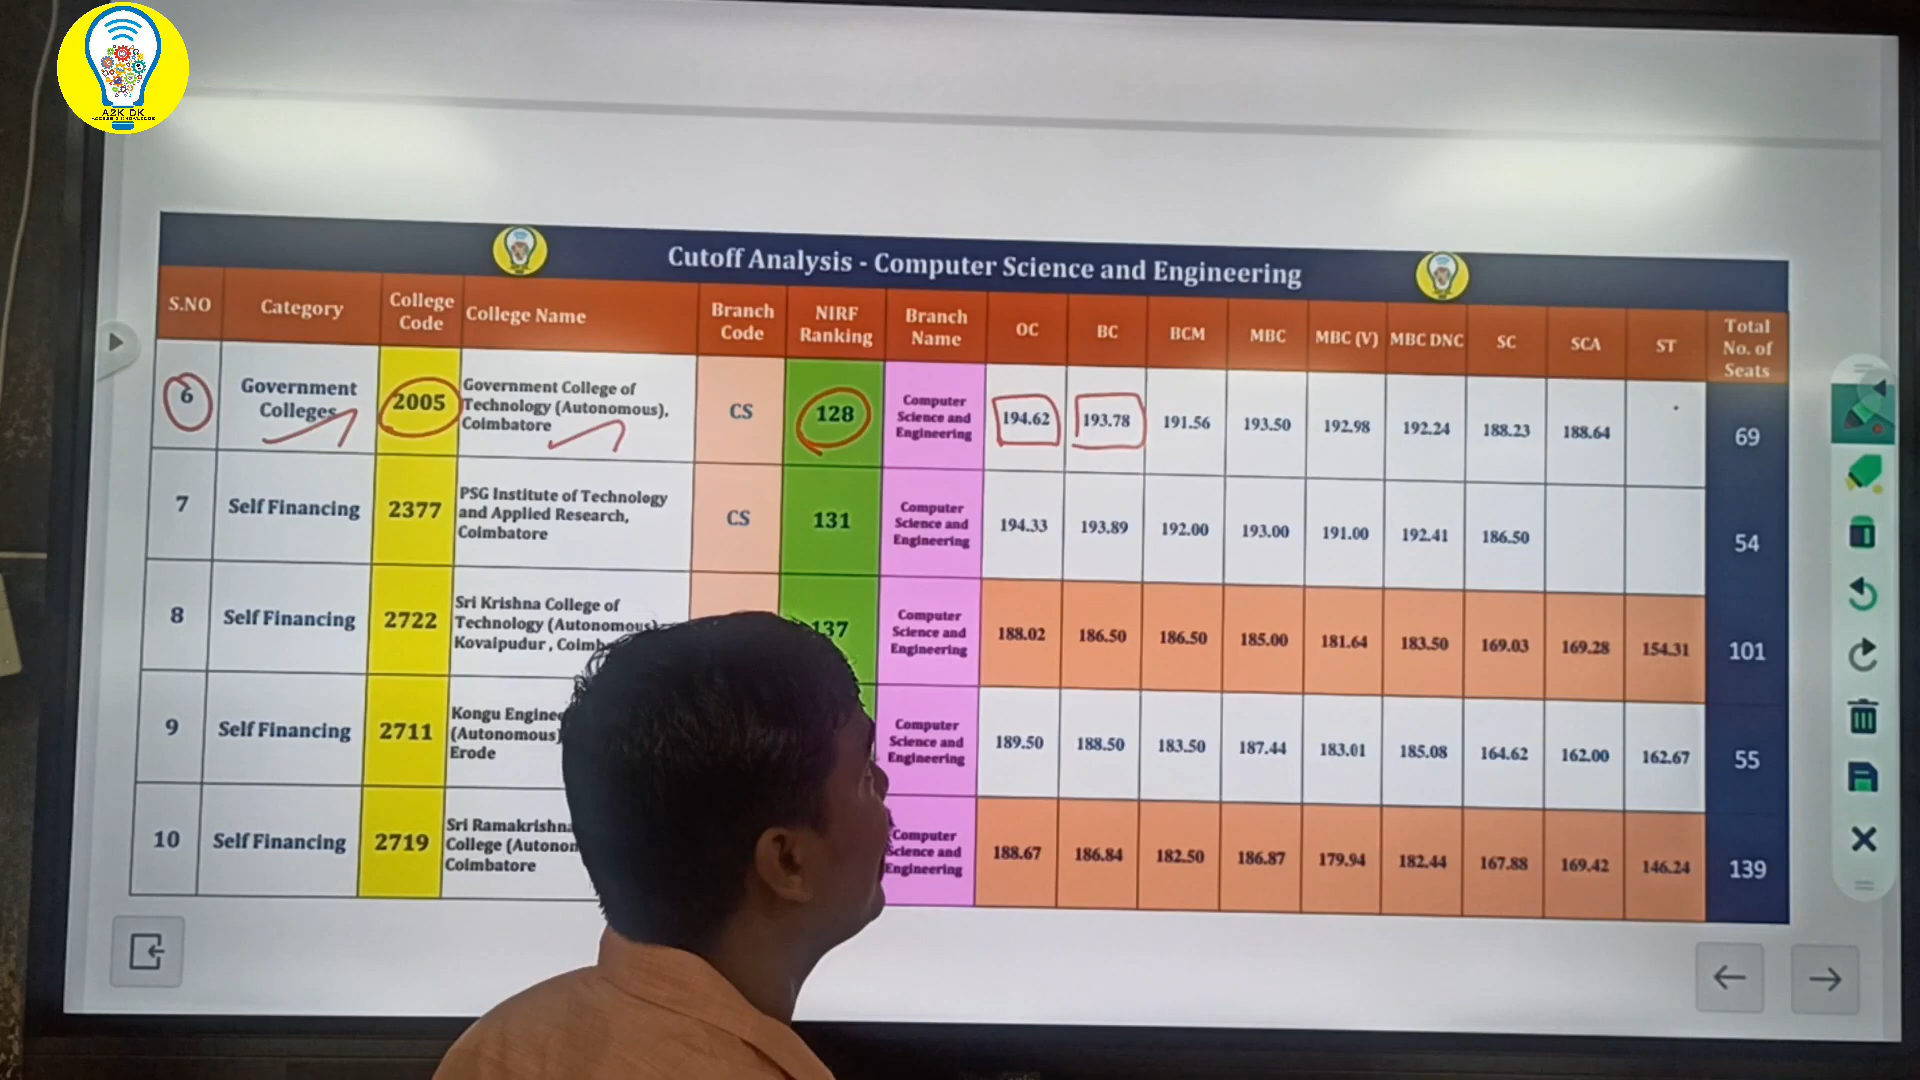 A2K DK
Cutoff Analysis - Computer Science and Engineering
S.NO Category College Code College Name Branch Code NIRF Ranking Branch Name OC BC BCM MBC MBC (V) MBC DNC SC SCA ST Total No. of Seats
6 Government Colleges 2005 Government College of Technology (Autonomous), Coimbatore CS 128 Computer Science and Engineering 194.62 193.78 191.56 193.50 192.98 192.24 188.23 188.64 69
7 Self Financing 2377 PSG Institute of Technology and Applied Research, Coimbatore CS 131 Computer Science and Engineering 194.33 193.89 192.00 193.00 191.00 192.41 186.50 54
8 Self Financing 2722 Sri Krishna College of Technology (Autonomous) Kovaipudur , 137 Computer Science and Engineering 188.02 186.50 186.50 185.00 181.64 183.50 169.03 169.28 154.31 101
9 Self Financing 2711 Kongu (Autonomous) Erode Computer Science and Engineering 189.50 188.50 183.50 187.44 183.01 185.08 164.62 162.00 162.67 55
10 Self Financing 2719 Sri College Coimbatore Computer Science and Engineering 188.67 186.84 182.50 186.87 179.94 182.44 167.88 169.42 146.24 139